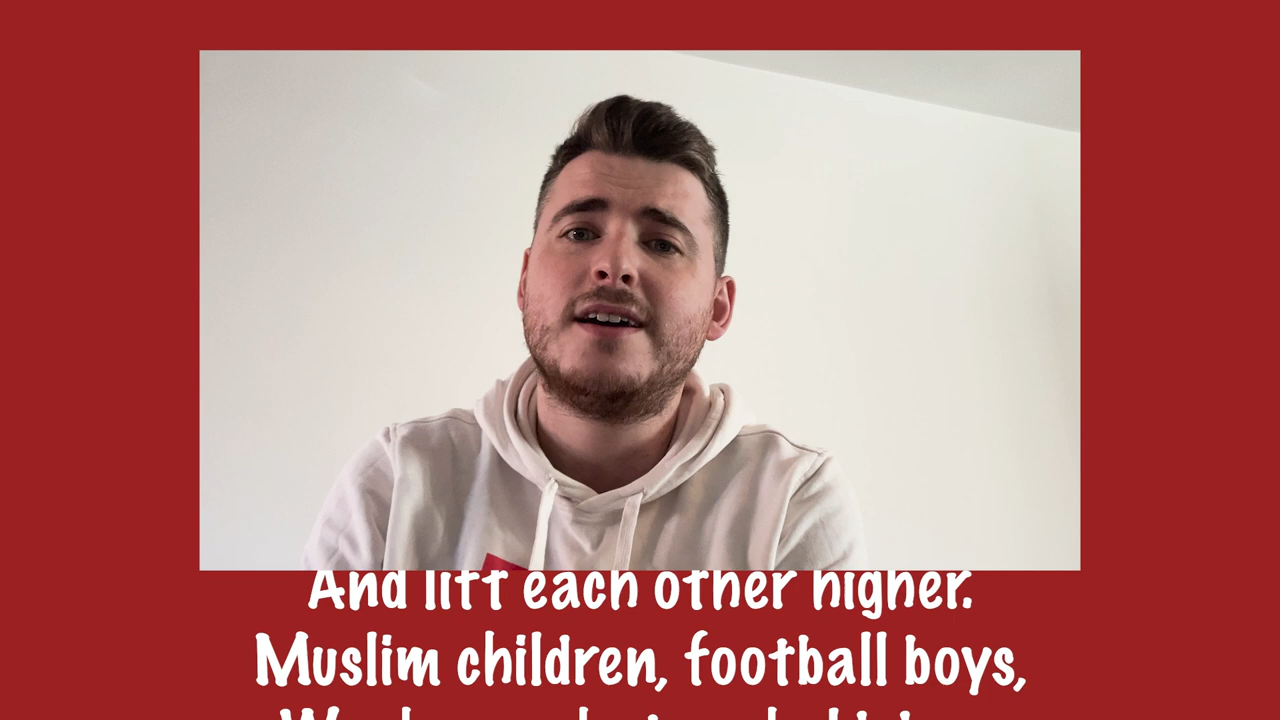 And lift each other higher.
Muslim children, football boys,